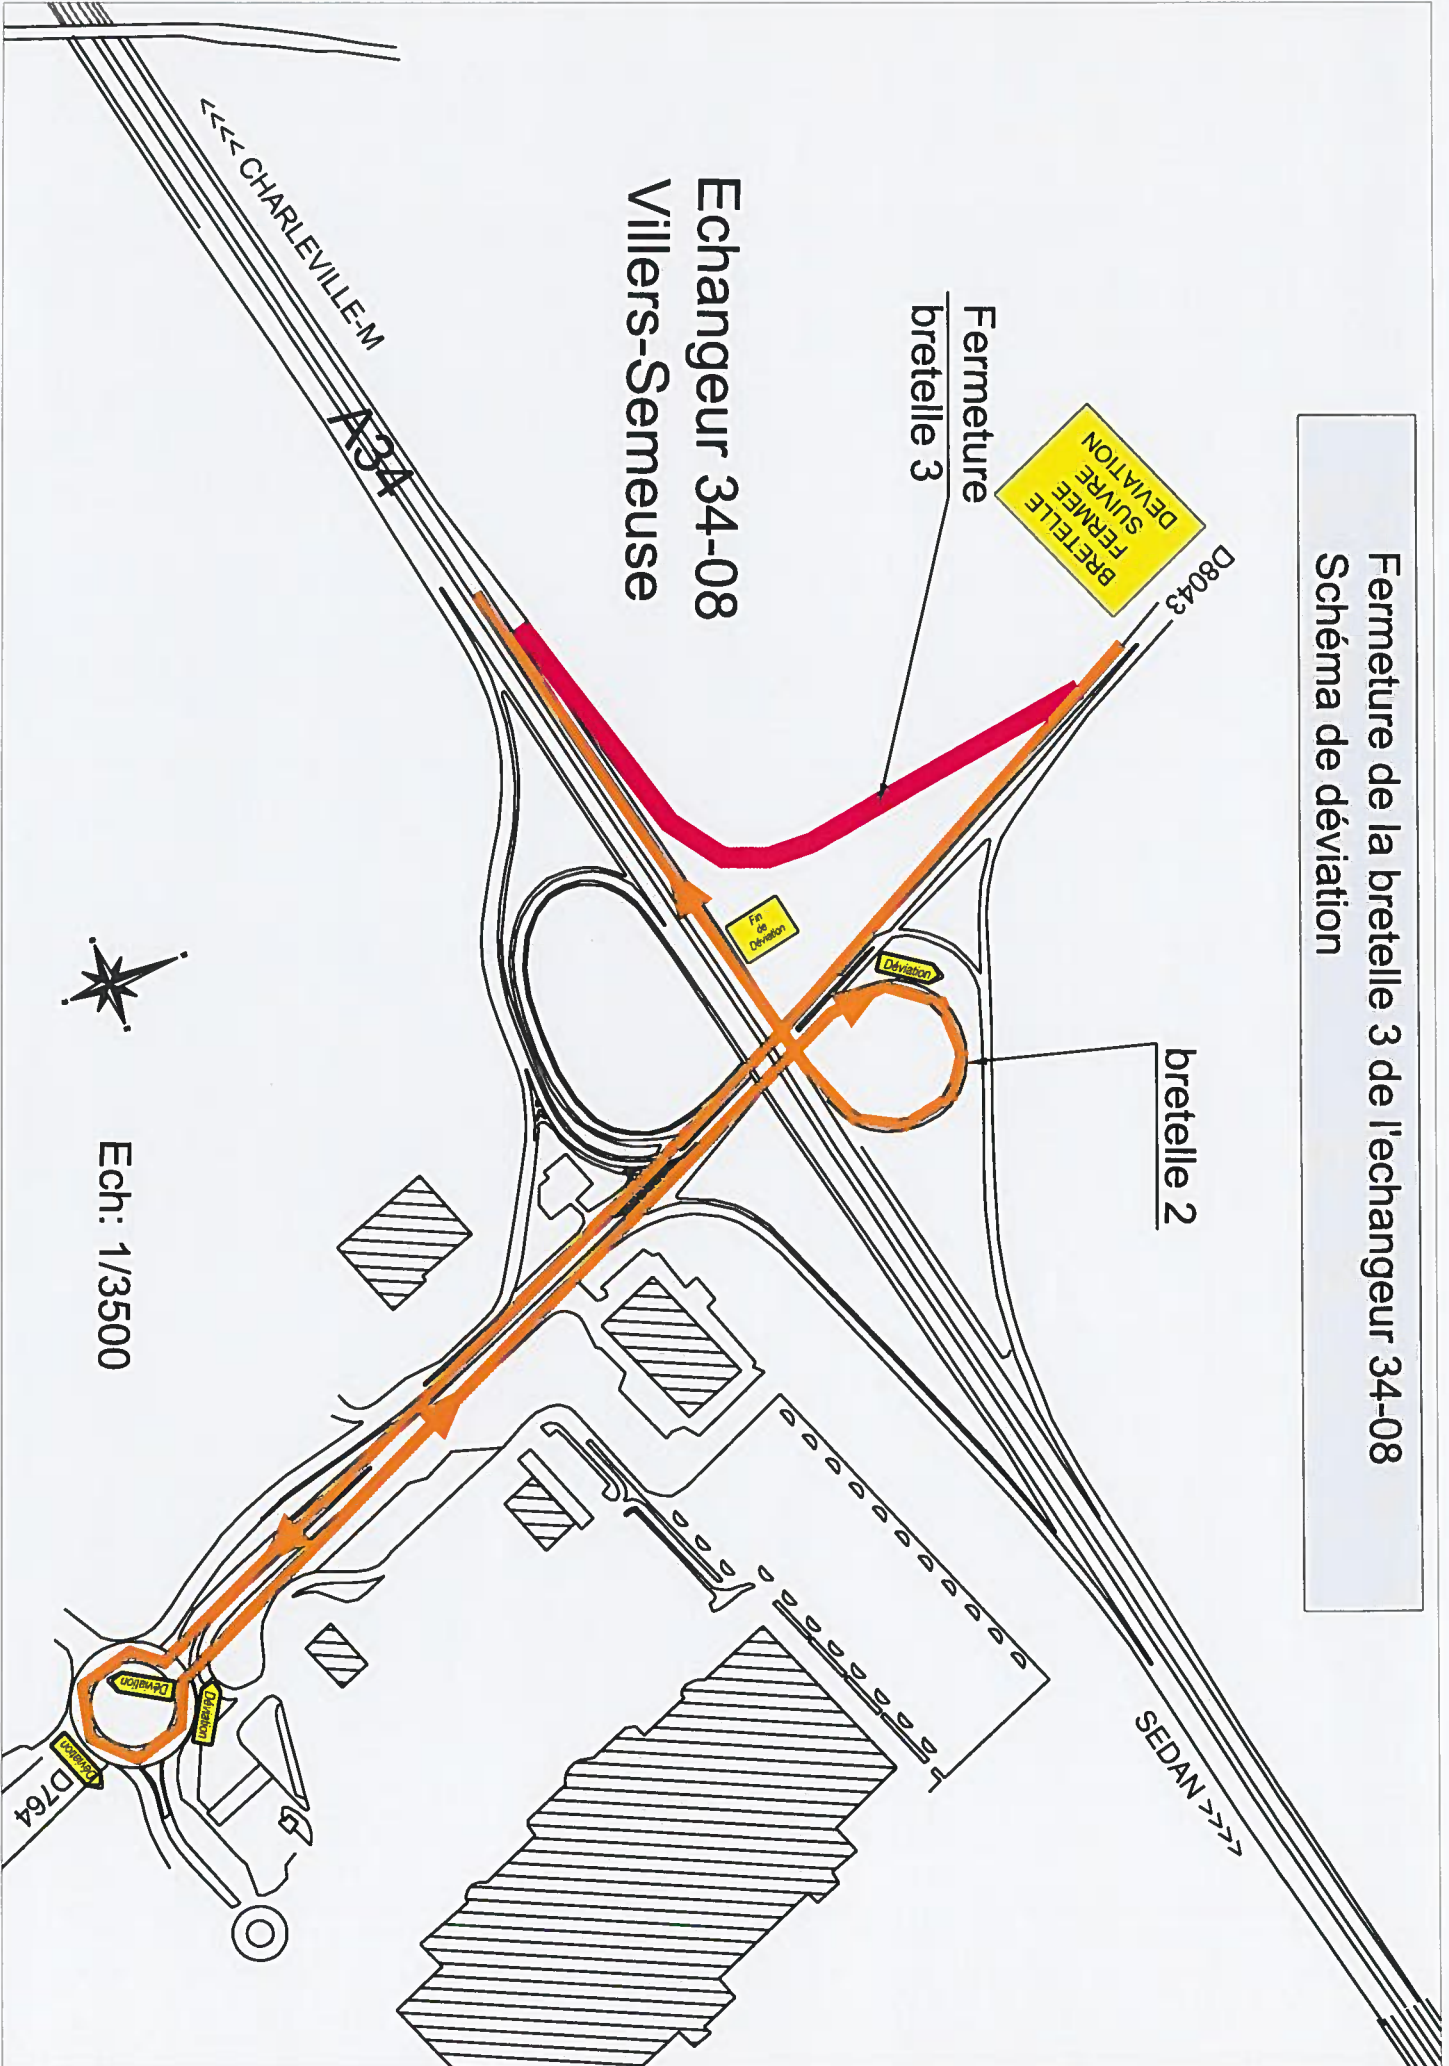 Fermeture de la bretelle 3 de l'echangeur 34-08
Schéma de déviation
D8043
BRETELLE
FERMEE
SUIVRE
DEVIATION
Fermeture
bretelle 3
bretelle 2
Echangeur 34-08
Villers-Semeuse
<<<< CHARLEVILLE-M
A34
Déviation
Fin
de
Déviation
SEDAN >>>>
Ech: 1/3500
Déviation
Déviation
Déviation
D764